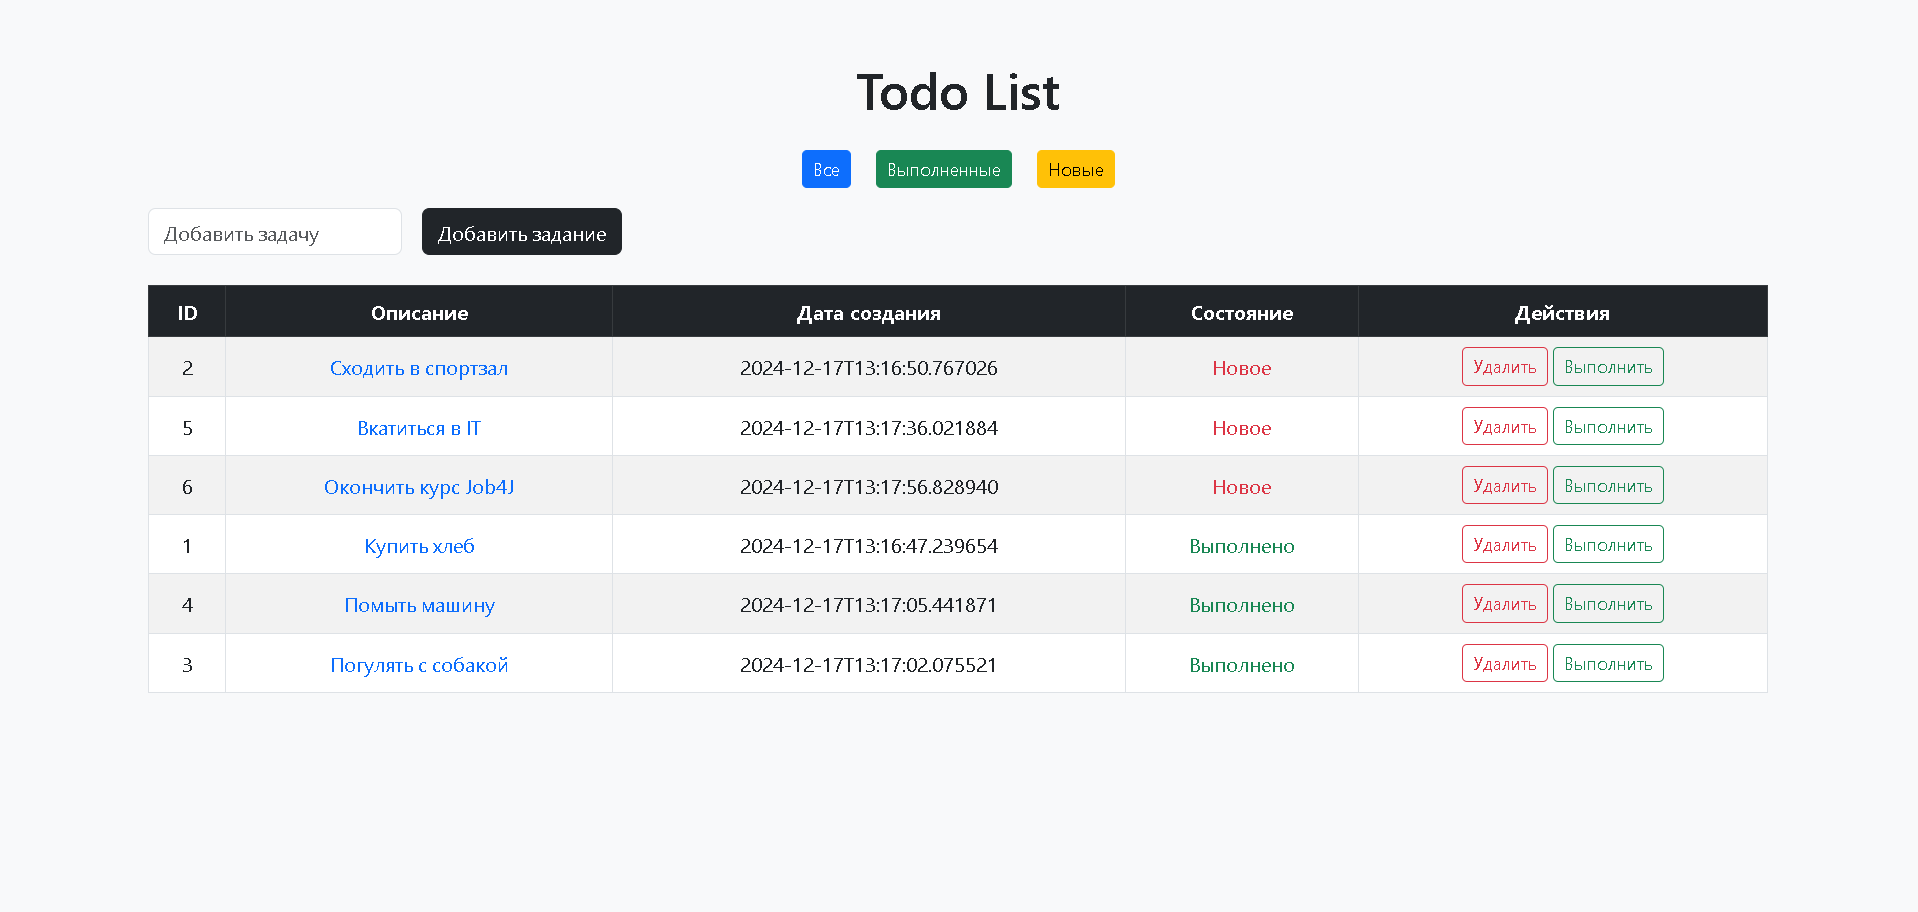 Todo List
Все Выполненные Новые
Добавить задачу Добавить задание
ID Описание Дата создания Состояние Действия
2 Сходить в спортзал 2024-12-17T13:16:50.767026 Новое Удалить Выполнить
5 Вкатиться в IT 2024-12-17T13:17:36.021884 Новое Удалить Выполнить
6 Окончить курс Job4J 2024-12-17T13:17:56.828940 Новое Удалить Выполнить
1 Купить хлеб 2024-12-17T13:16:47.239654 Выполнено Удалить Выполнить
4 Помыть машину 2024-12-17T13:17:05.441871 Выполнено Удалить Выполнить
3 Погулять с собакой 2024-12-17T13:17:02.075521 Выполнено Удалить Выполнить